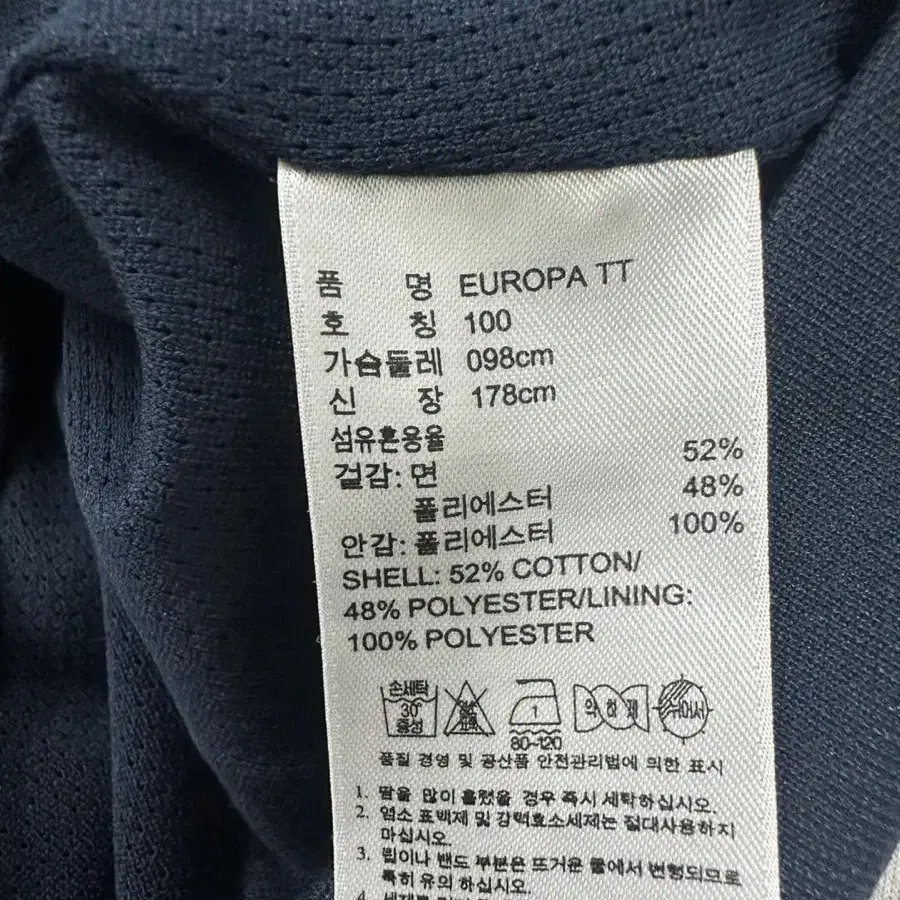 품 명 EUROPA TT
호 칭 100
가슴둘레 098cm
신 장 178cm
섬유혼용율
겉감: 면 52%
폴리에스터 48%
안감: 폴리에스터 100%
SHELL: 52% COTTON/
48% POLYESTER/LINING:
100% POLYESTER
손세탁 30° 중성 1 약하게 뉘어서
80-120
품질 경영 및 공산품 안전관리법에 의한 표시
1. 땀을 많이 흘렸을 경우 즉시 세탁하십시오.
2. 염소 표백제 및 강력효소세제는 절대사용하지
마십시오.
3. 립이나 밴드 부분은 뜨거운 물에서 변형되므로
특히 유의 하십시오.
4.